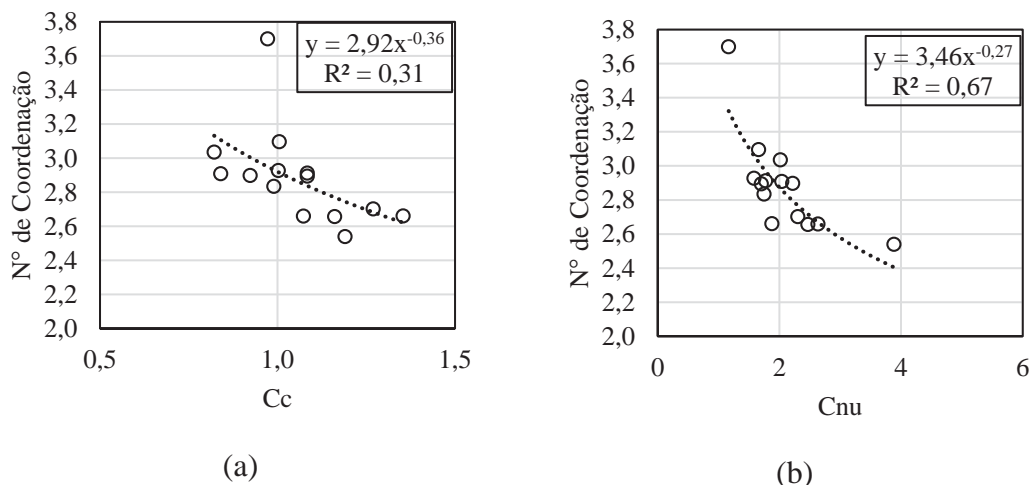 3,8
3,6
3,4
3,2
3,0
2,8
2,6
2,4
2,2
2,0
N° de Coordenação
y = 2,92x^-0,36
R² = 0,31
0,5
1,0
1,5
Cc
(a)
3,8
3,6
3,4
3,2
3,0
2,8
2,6
2,4
2,2
2,0
N° de Coordenação
y = 3,46x^-0,27
R² = 0,67
0
2
4
6
Cnu
(b)